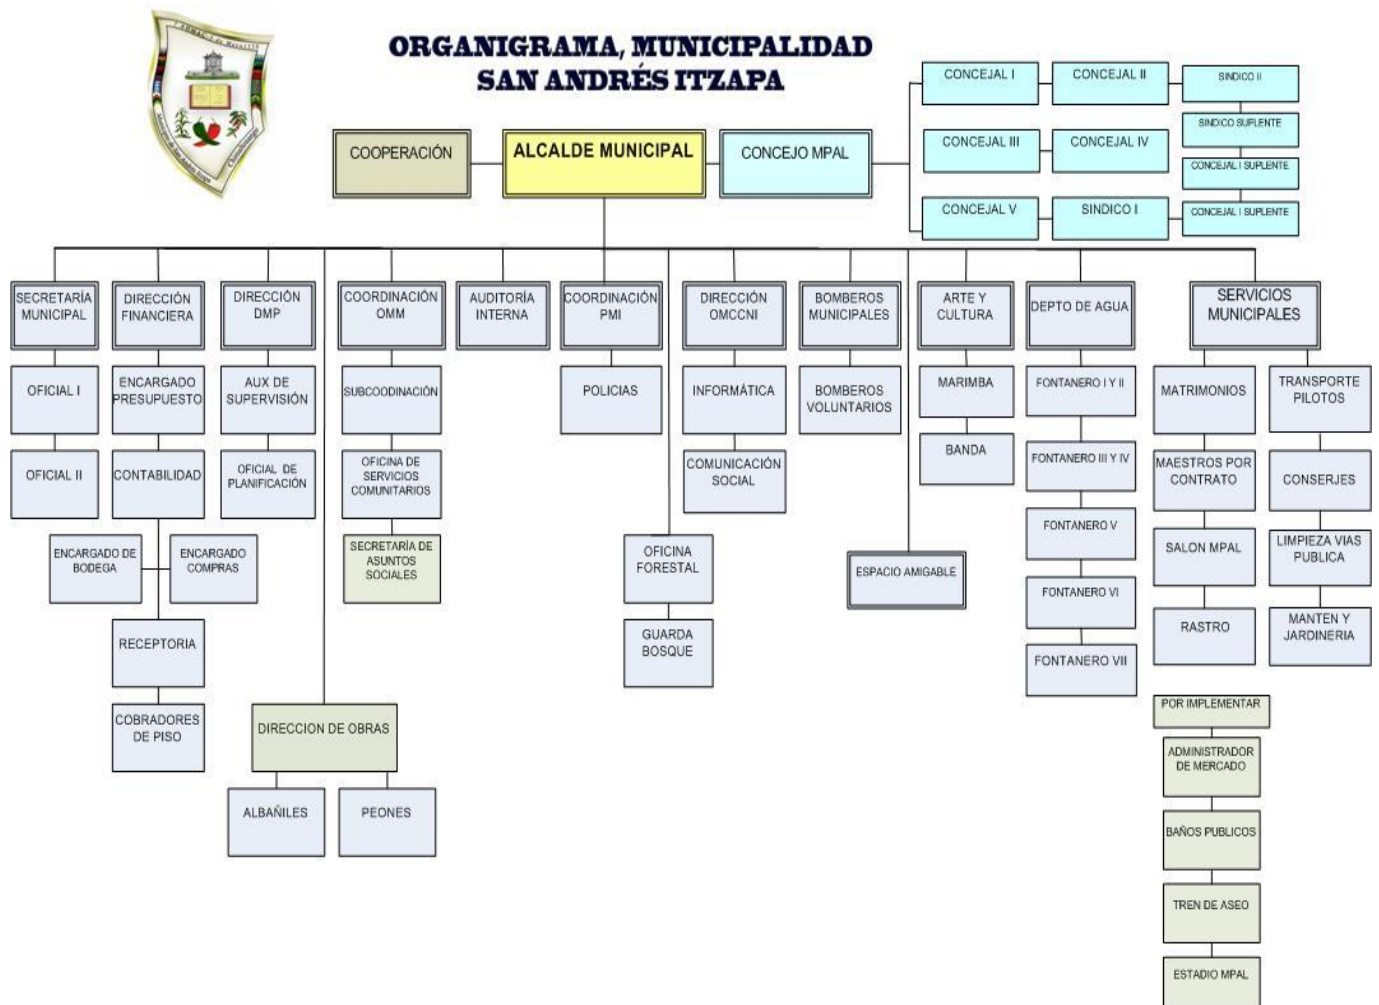 ORGANIGRAMA, MUNICIPALIDAD
SAN ANDRÉS ITZAPA
COOPERACIÓN
ALCALDE MUNICIPAL
CONCEJO MPAL
CONCEJAL I
CONCEJAL II
SINDICO II
SINDICO SUPLENTE
CONCEJAL III
CONCEJAL IV
CONCEJAL I SUPLENTE
CONCEJAL V
SINDICO I
CONCEJAL I SUPLENTE
SECRETARÍA
MUNICIPAL
OFICIAL I
OFICIAL II
DIRECCIÓN
FINANCIERA
ENCARGADO
PRESUPUESTO
CONTABILIDAD
ENCARGADO DE
BODEGA
ENCARGADO
COMPRAS
RECEPTORIA
COBRADORES
DE PISO
DIRECCIÓN
DMP
AUX DE
SUPERVISIÓN
OFICIAL DE
PLANIFICACIÓN
DIRECCION DE OBRAS
ALBAÑILES
PEONES
COORDINACIÓN
OMM
SUBCOODINACIÓN
OFICINA DE
SERVICIOS
COMUNITARIOS
SECRETARÍA DE
ASUNTOS
SOCIALES
AUDITORÍA
INTERNA
COORDINACIÓN
PMI
POLICIAS
OFICINA
FORESTAL
GUARDA
BOSQUE
DIRECCIÓN
OMCCNI
INFORMÁTICA
COMUNICACIÓN
SOCIAL
BOMBEROS
MUNICIPALES
BOMBEROS
VOLUNTARIOS
ESPACIO AMIGABLE
ARTE Y
CULTURA
MARIMBA
BANDA
DEPTO DE AGUA
FONTANERO I Y II
FONTANERO III Y IV
FONTANERO V
FONTANERO VI
FONTANERO VII
SERVICIOS
MUNICIPALES
MATRIMONIOS
MAESTROS POR
CONTRATO
SALON MPAL
RASTRO
TRANSPORTE
PILOTOS
CONSERJES
LIMPIEZA VIAS
PUBLICA
MANTEN Y
JARDINERIA
POR IMPLEMENTAR
ADMINISTRADOR
DE MERCADO
BAÑOS PUBLICOS
TREN DE ASEO
ESTADIO MPAL